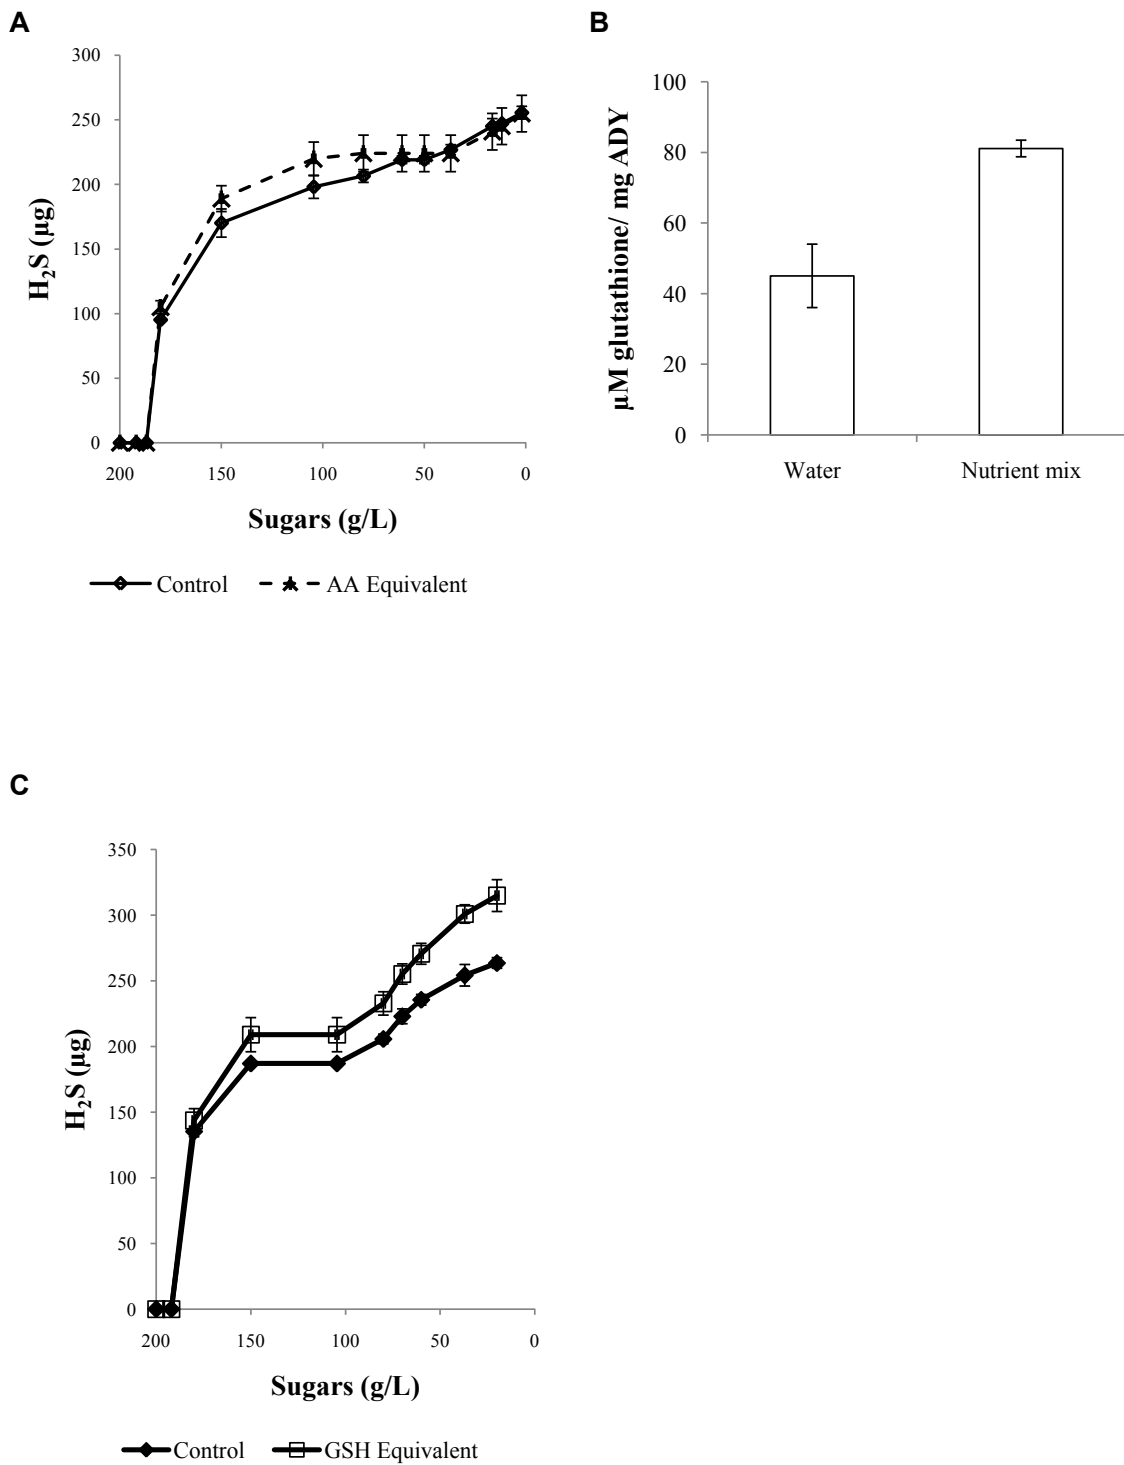 A
300
250
200
150
100
50
0
200 150 100 50 0
H₂S (µg)
Sugars (g/L)
Control AA Equivalent
B
100
80
60
40
20
0
µM glutathione/ mg ADY
Water Nutrient mix
C
350
300
250
200
150
100
50
0
200 150 100 50 0
H₂S (µg)
Sugars (g/L)
Control GSH Equivalent